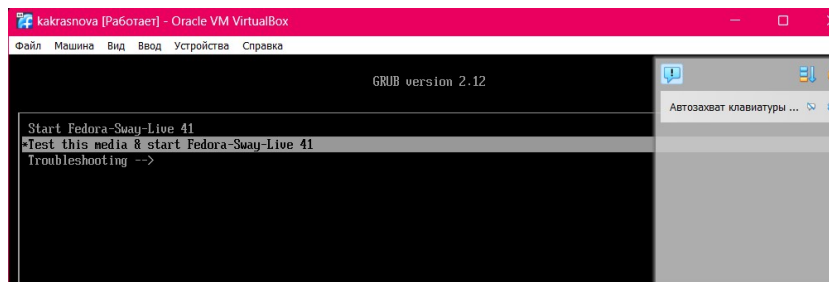 kakrasnova [Работает] - Oracle VM VirtualBox
Файл Машина Вид Ввод Устройства Справка
GRUB version 2.12
Автозахват клавиатуры ...
Start Fedora-Sway-Live 41
*Test this media & start Fedora-Sway-Live 41
Troubleshooting -->